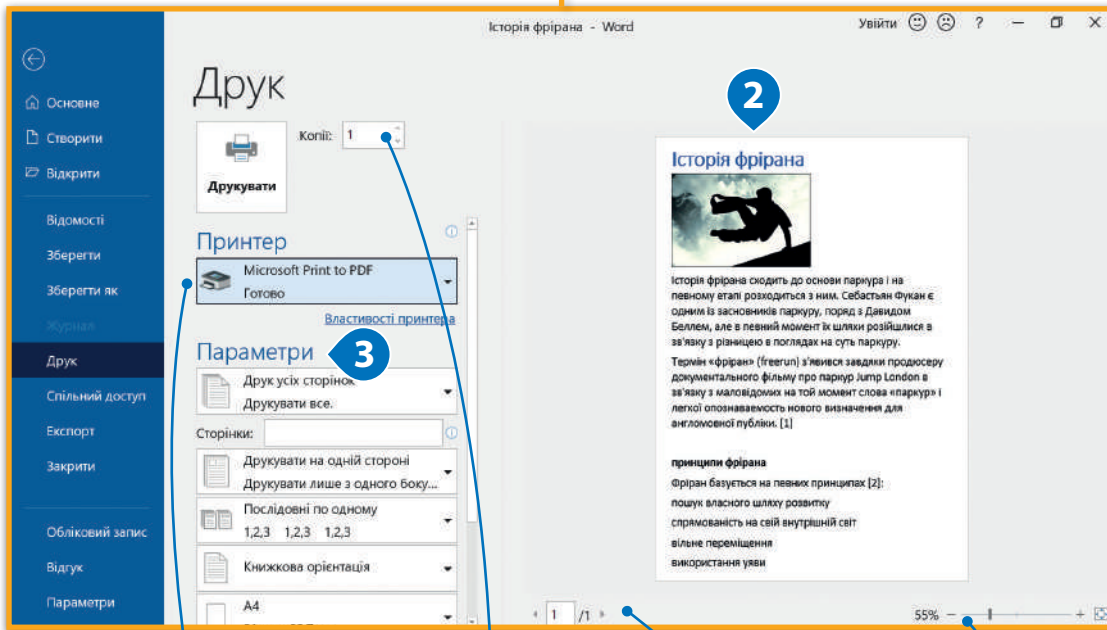 Історія фрірана - Word
Увійти
?
Основне
Створити
Відкрити
Відомості
Зберегти
Зберегти як
Журнал
Друк
Спільний доступ
Експорт
Закрити
Обліковий запис
Відгук
Параметри
Друк
Друкувати
Копії: 1
Принтер
Microsoft Print to PDF
Готово
Властивості принтера
Параметри
3
Друк усіх сторінок
Друкувати все.
Сторінки:
Друкувати на одній стороні
Друкувати лише з одного боку...
Послідовні по одному
1,2,3 1,2,3 1,2,3
Книжкова орієнтація
A4
2
Історія фрірана
Історія фрірана сходить до основи паркура і на
певному етапі розходиться з ним. Себастьян Фукан є
одним із засновників паркуру, поряд з Давидом
Беллем, але в певний момент їх шляхи розійшлися в
зв'язку з різницею в поглядах на суть паркуру.
Термін «фріран» (freerun) з'явився завдяки продюсеру
документального фільму про паркур Jump London в
зв'язку з маловідомих на той момент слова «паркур» і
легкої опознаваемость нового визначення для
англомовної публіки. [1]
принципи фрірана
Фріран базується на певних принципах [2]:
пошук власного шляху розвитку
спрямованість на свій внутрішній світ
вільне переміщення
використання уяви
1 /1
55%